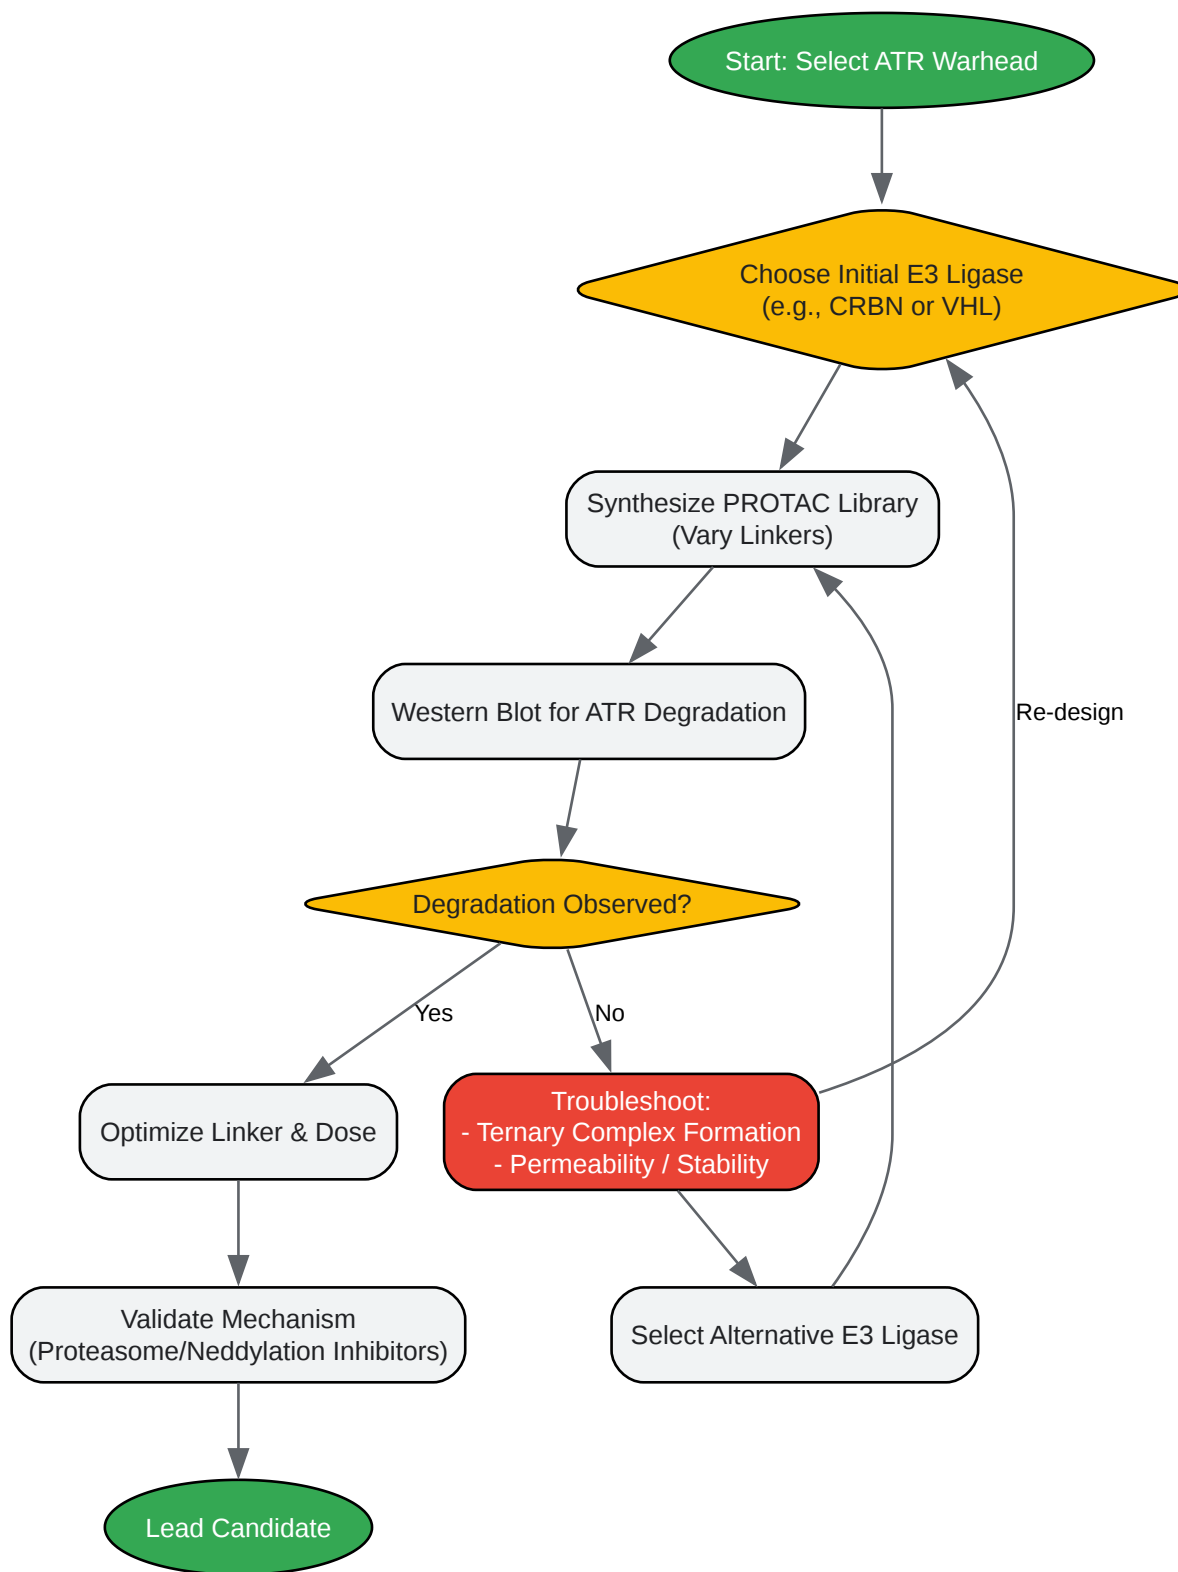 Start: Select ATR Warhead
Choose Initial E3 Ligase
(e.g., CRBN or VHL)
Synthesize PROTAC Library
(Vary Linkers)
Western Blot for ATR Degradation
Re-design
Degradation Observed?
Yes
No
Optimize Linker & Dose
Troubleshoot:
- Ternary Complex Formation
- Permeability / Stability
Validate Mechanism
(Proteasome/Neddylation Inhibitors)
Select Alternative E3 Ligase
Lead Candidate